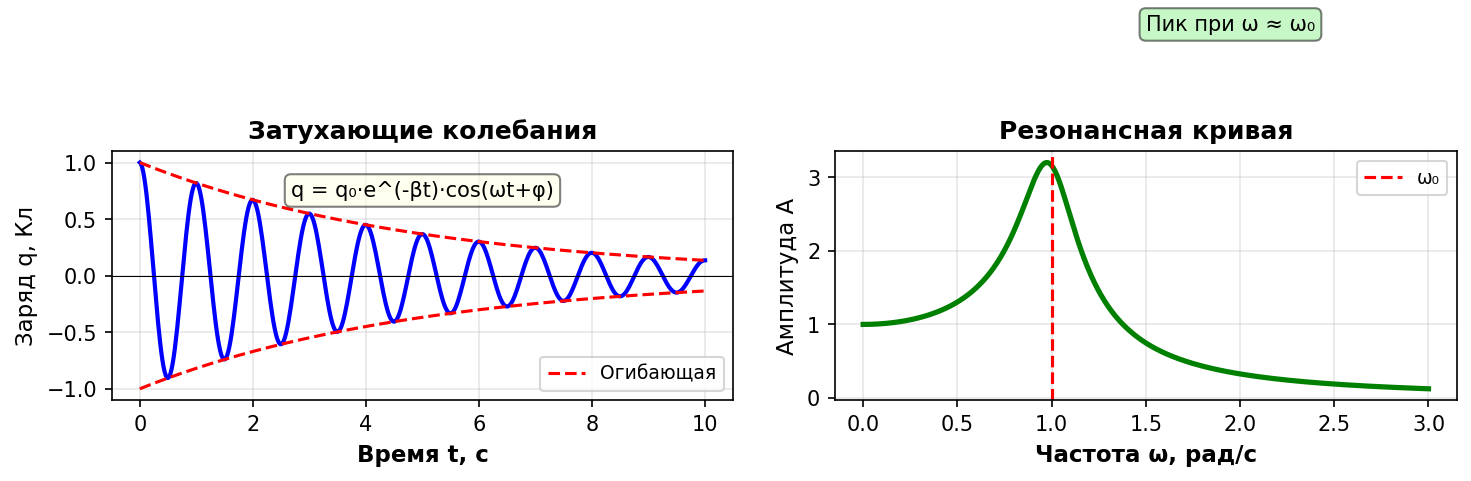 Пик при ω ≈ ω₀
Затухающие колебания
q = q₀·e^(-βt)·cos(ωt+φ)
Заряд q, Кл
1.0
0.5
0.0
−0.5
−1.0
Огибающая
0 2 4 6 8 10
Время t, с
Резонансная кривая
ω₀
Амплитуда A
3
2
1
0
0.0 0.5 1.0 1.5 2.0 2.5 3.0
Частота ω, рад/с